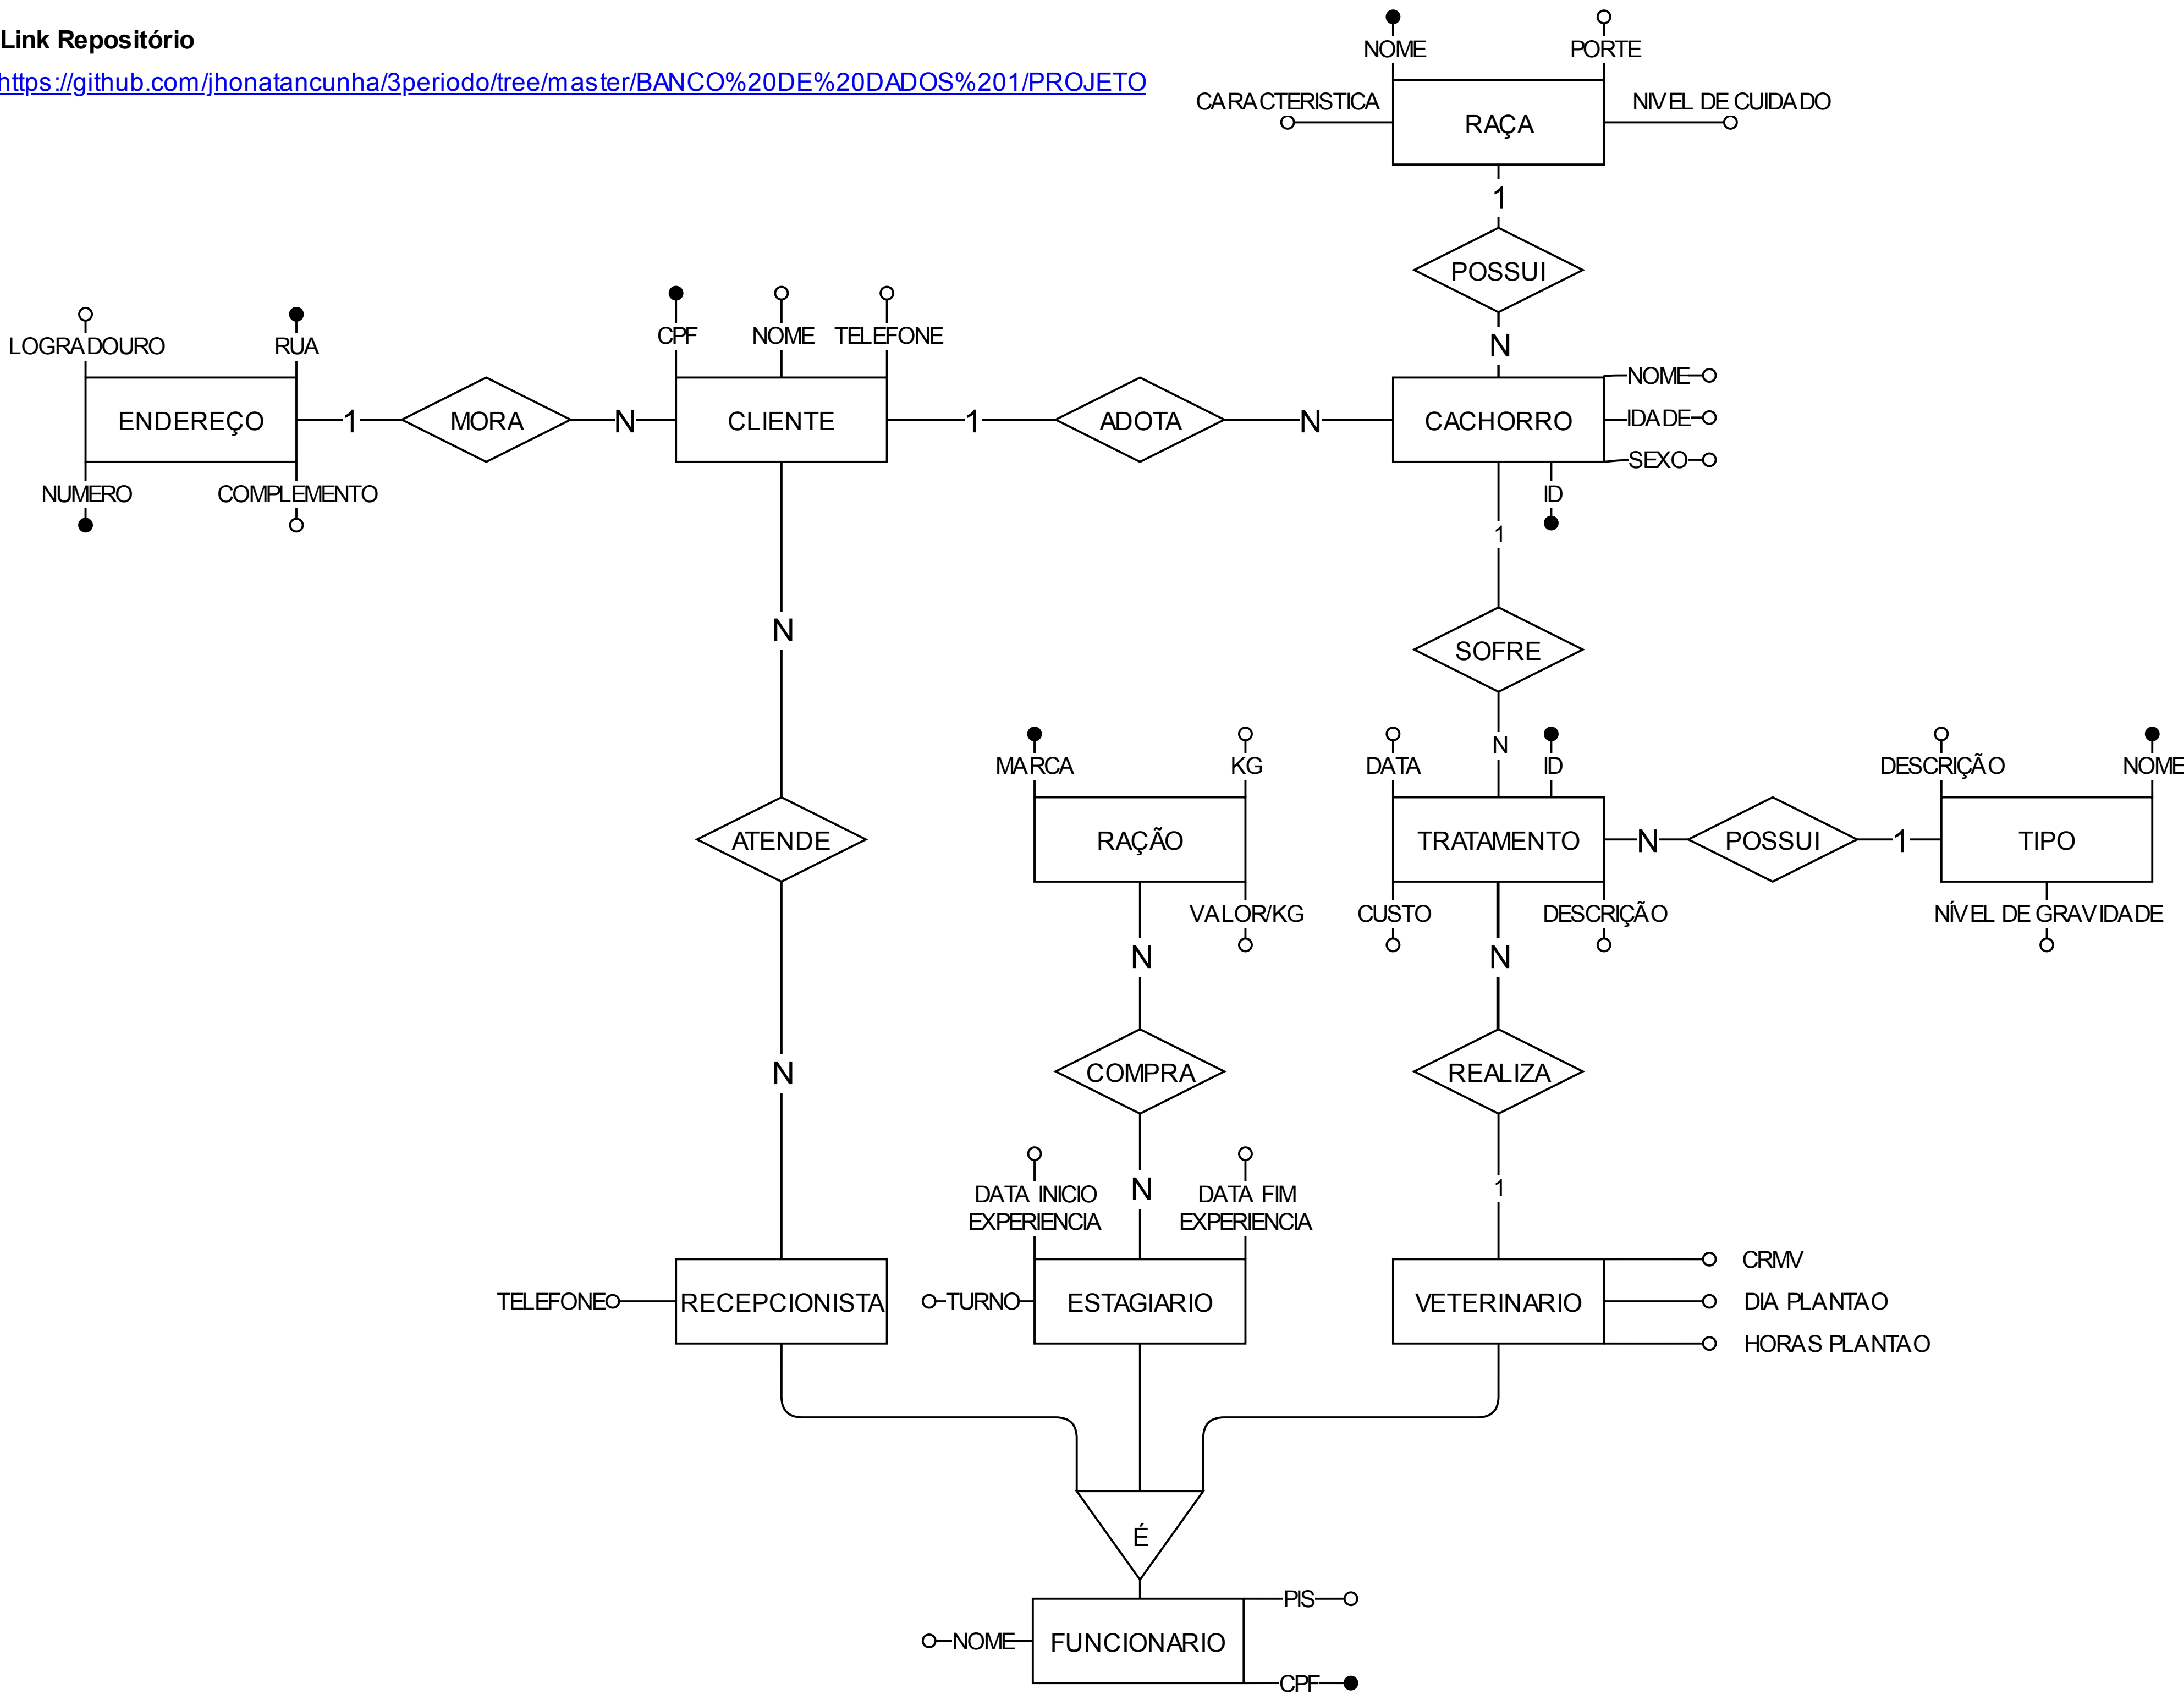 Link Repositório
https://github.com/jhonatancunha/3periodo/tree/master/BANCO%20DE%20DADOS%201/PROJETO
NOME
PORTE
CARACTERISTICA
NIVEL DE CUIDADO
RAÇA
1
POSSUI
N
LOGRADOURO
RUA
CPF
NOME
TELEFONE
ENDEREÇO
1
MORA
N
CLIENTE
1
ADOTA
N
CACHORRO
NOME
IDADE
SEXO
NUMERO
COMPLEMENTO
ID
1
N
SOFRE
N
MARCA
KG
DATA
ID
DESCRIÇÃO
NOME
ATENDE
RAÇÃO
TRATAMENTO
N
POSSUI
1
TIPO
VALOR/KG
CUSTO
DESCRIÇÃO
NÍVEL DE GRAVIDADE
N
N
N
COMPRA
REALIZA
DATA INICIO
EXPERIENCIA
N
DATA FIM
EXPERIENCIA
1
TELEFONE
RECEPCIONISTA
TURNO
ESTAGIARIO
VETERINARIO
CRMV
DIA PLANTAO
HORAS PLANTAO
É
NOME
FUNCIONARIO
PIS
CPF